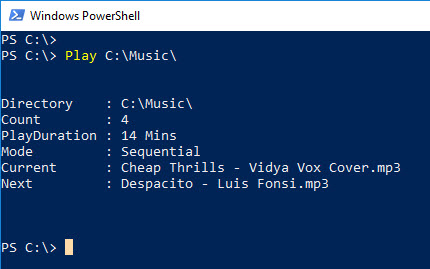 Windows PowerShell
PS C:\>
PS C:\> Play C:\Music\
Directory    : C:\Music\
Count        : 4
PlayDuration : 14 Mins
Mode         : Sequential
Current      : Cheap Thrills - Vidya Vox Cover.mp3
Next         : Despacito - Luis Fonsi.mp3
PS C:\>